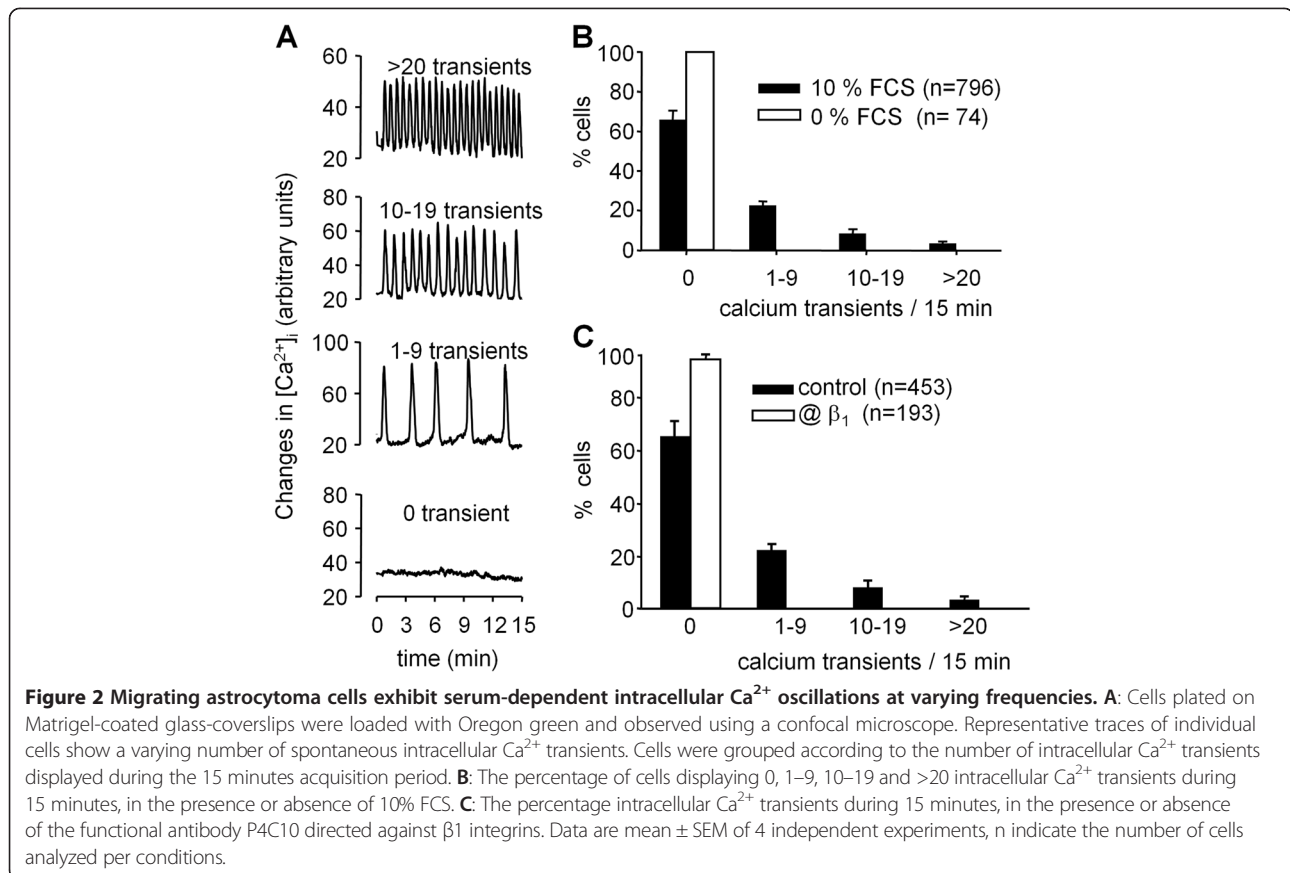 A
Changes in [Ca²⁺]ᵢ (arbitrary units)
60
>20 transients
40
20
80
10-19 transients
60
40
20
100
1-9 transients
80
60
20
80
0 transient
60
40
20
0 3 6 9 12 15
time (min)
B
% cells
100
80
60
40
20
0
10 % FCS (n=796)
0 % FCS (n= 74)
0 1-9 10-19 >20
calcium transients / 15 min
C
% cells
100
80
60
40
20
0
control (n=453)
@ β₁ (n=193)
0 1-9 10-19 >20
calcium transients / 15 min
Figure 2 Migrating astrocytoma cells exhibit serum-dependent intracellular Ca²⁺ oscillations at varying frequencies. A: Cells plated on
Matrigel-coated glass-coverslips were loaded with Oregon green and observed using a confocal microscope. Representative traces of individual
cells show a varying number of spontaneous intracellular Ca²⁺ transients. Cells were grouped according to the number of intracellular Ca²⁺ transients
displayed during the 15 minutes acquisition period. B: The percentage of cells displaying 0, 1–9, 10–19 and >20 intracellular Ca²⁺ transients during
15 minutes, in the presence or absence of 10% FCS. C: The percentage intracellular Ca²⁺ transients during 15 minutes, in the presence or absence
of the functional antibody P4C10 directed against β1 integrins. Data are mean ± SEM of 4 independent experiments, n indicate the number of cells
analyzed per conditions.